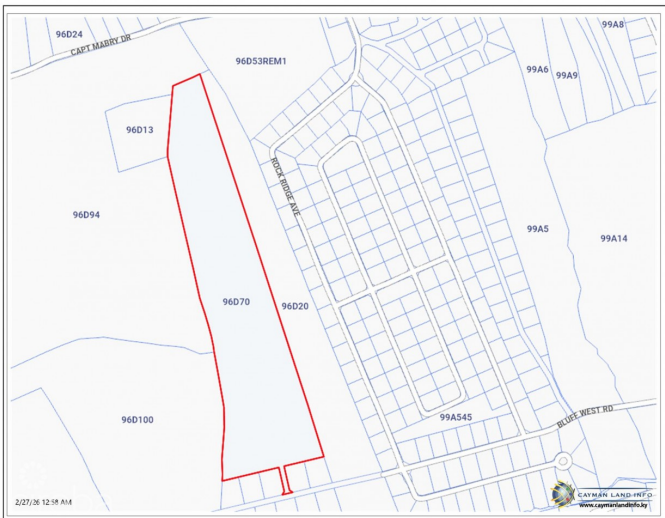 96D24
CAPT MABRY DR
99A8
96D53REM1
99A6
99A9
96D13
ROCK RIDGE AVE
96D94
99A5
99A14
96D70
96D20
96D100
99A545
BLUFF WEST RD
2/27/26 12:58 AM
CAYMAN LAND INFO
www.caymanlandinfo.ky